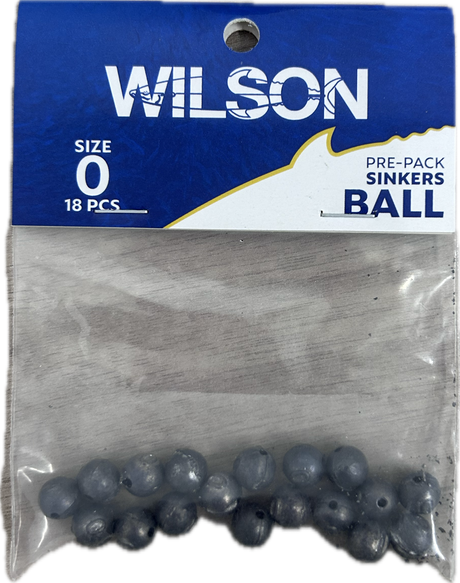 WILSON
SIZE
0
18 PCS
PRE-PACK
SINKERS
BALL